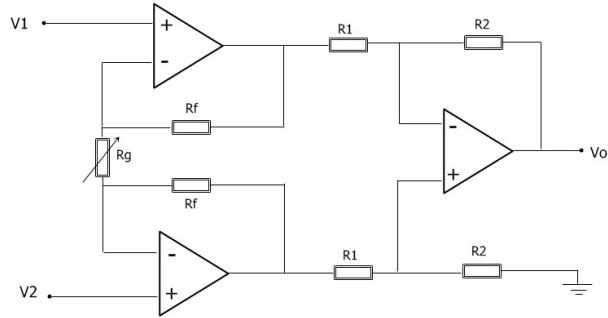 V1
+
-
R1
R2
Rf
Rg
-
+
Vo
Rf
-
+
V2
R1
R2